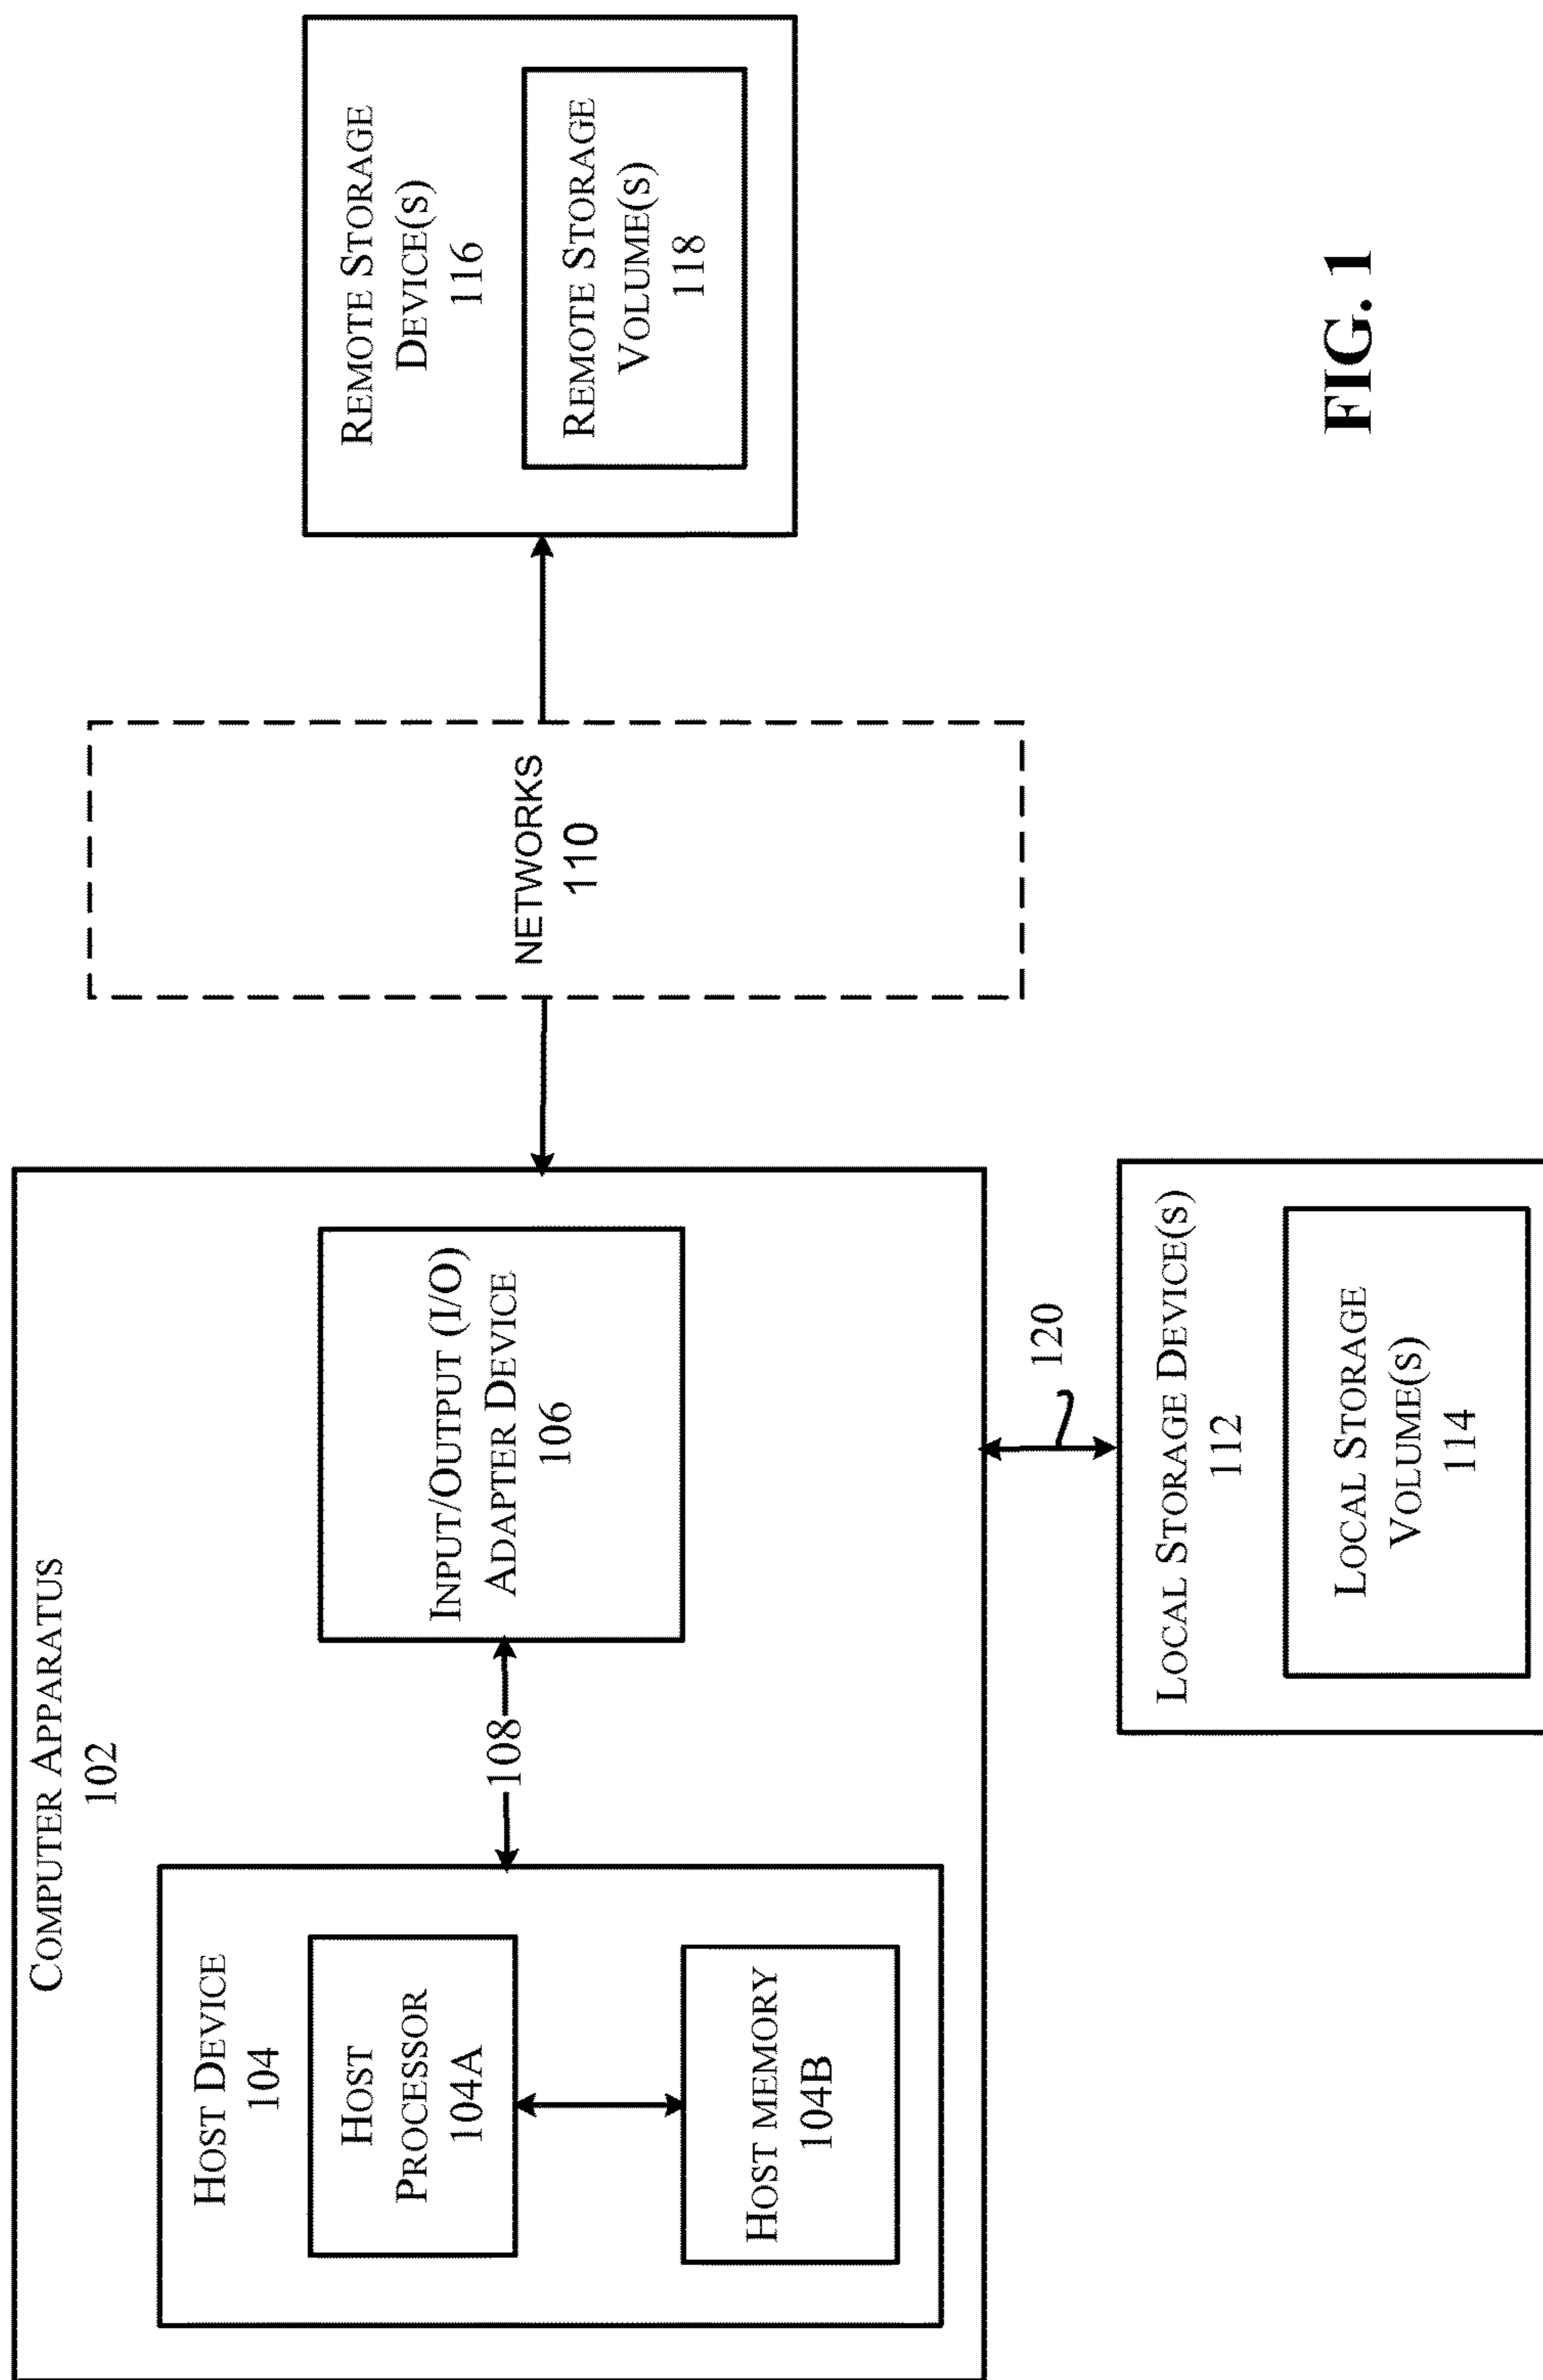 COMPUTER APPARATUS
102
HOST DEVICE
104
HOST
PROCESSOR
104A
HOST MEMORY
104B
108
INPUT/OUTPUT (I/O)
ADAPTER DEVICE
106
NETWORKS
110
REMOTE STORAGE
DEVICE(S)
116
REMOTE STORAGE
VOLUME(S)
118
120
LOCAL STORAGE DEVICE(S)
112
LOCAL STORAGE
VOLUME(S)
114
FIG. 1